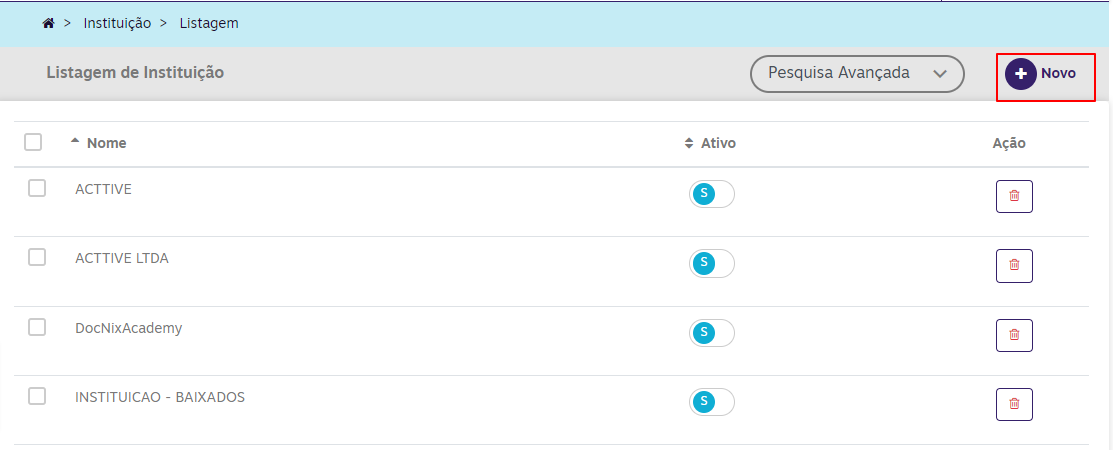 > Instituição > Listagem
Listagem de Instituição
Pesquisa Avançada
Novo
Nome Ativo Ação
ACTTIVE S
ACTTIVE LTDA S
DocNixAcademy S
INSTITUICAO - BAIXADOS S